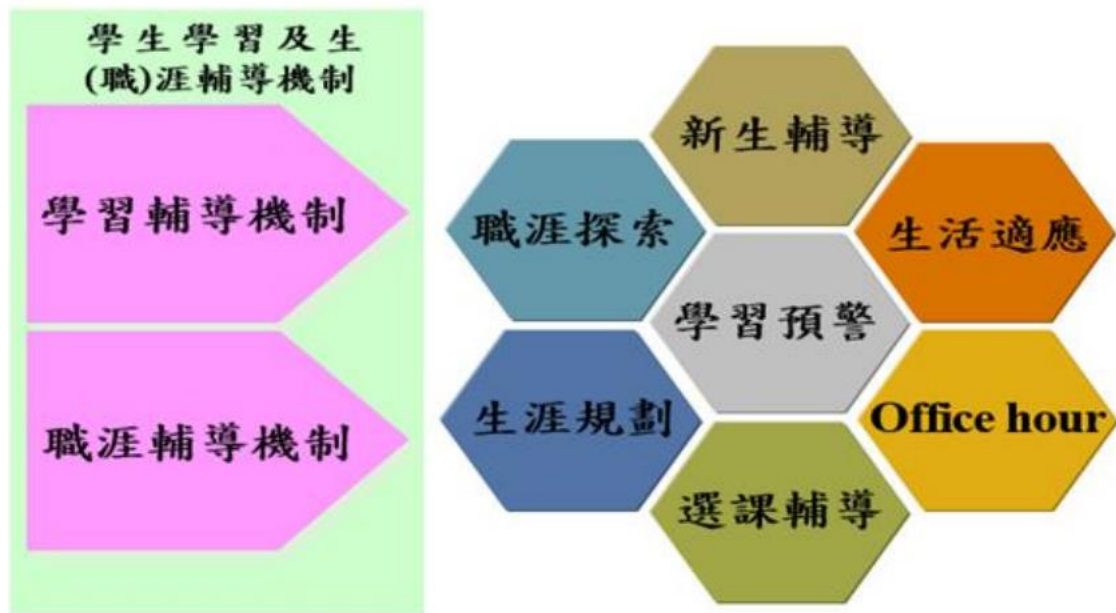 學生學習及生
(職)涯輔導機制
學習輔導機制
職涯輔導機制
新生輔導
職涯探索
生活適應
學習預警
生涯規劃
Office hour
選課輔導